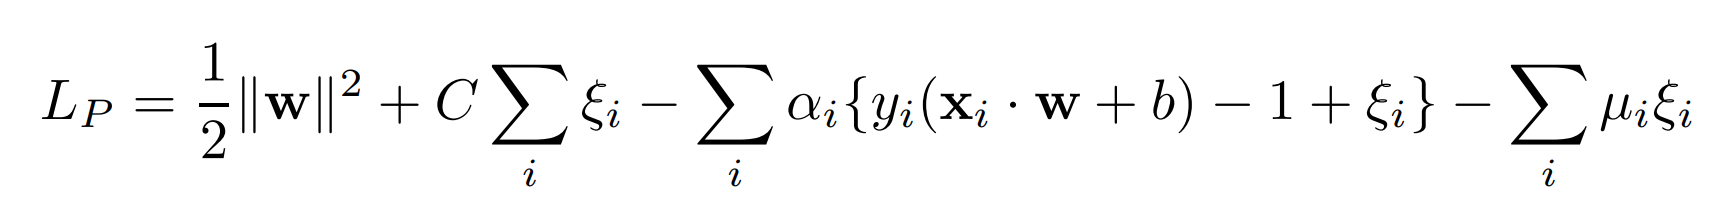 L_P = \frac{1}{2}\|\mathbf{w}\|^2 + C\sum_i \xi_i - \sum_i \alpha_i\{y_i(\mathbf{x}_i \cdot \mathbf{w} + b) - 1 + \xi_i\} - \sum_i \mu_i\xi_i